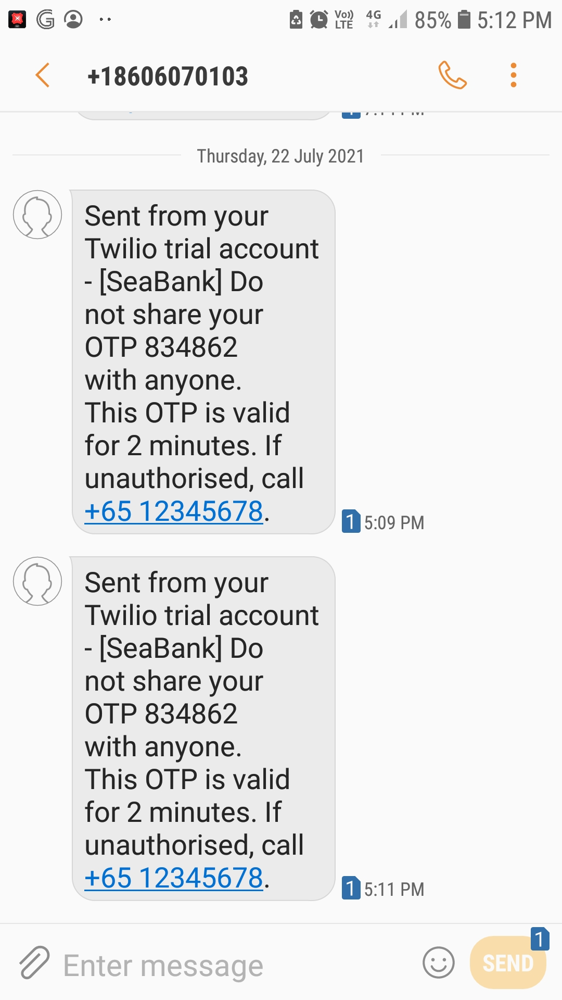 Vo)) LTE 4G 85% 5:12 PM
+18606070103
Thursday, 22 July 2021
Sent from your
Twilio trial account
- [SeaBank] Do
not share your
OTP 834862
with anyone.
This OTP is valid
for 2 minutes. If
unauthorised, call
+65 12345678.
1 5:09 PM
Sent from your
Twilio trial account
- [SeaBank] Do
not share your
OTP 834862
with anyone.
This OTP is valid
for 2 minutes. If
unauthorised, call
+65 12345678.
1 5:11 PM
1
Enter message
SEND